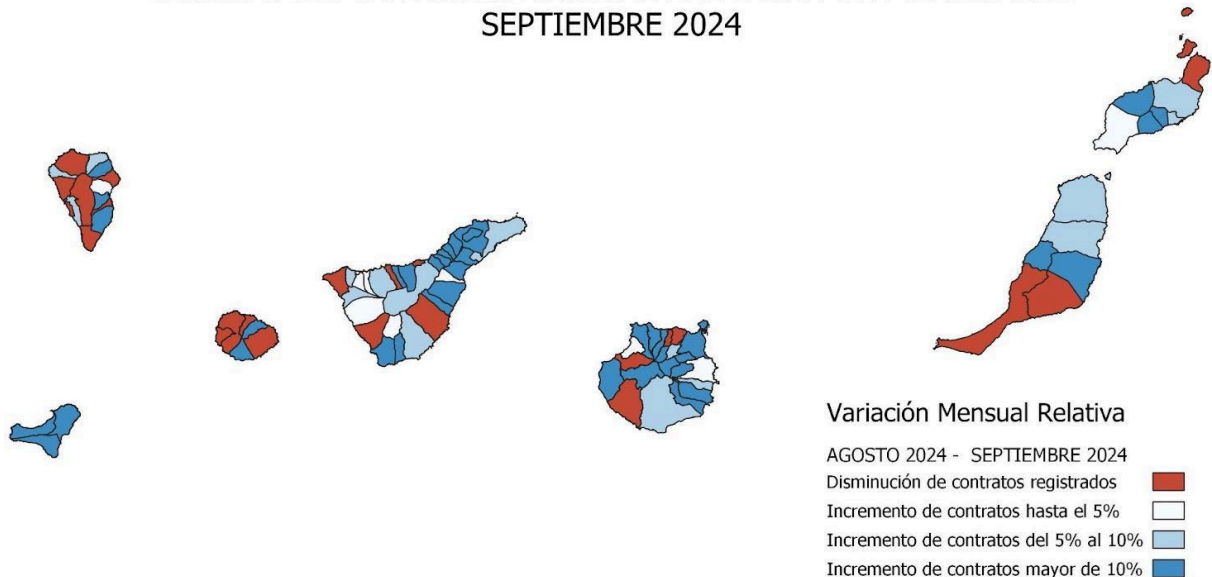 SEPTIEMBRE 2024
Variación Mensual Relativa
AGOSTO 2024 - SEPTIEMBRE 2024
Disminución de contratos registrados
Incremento de contratos hasta el 5%
Incremento de contratos del 5% al 10%
Incremento de contratos mayor de 10%